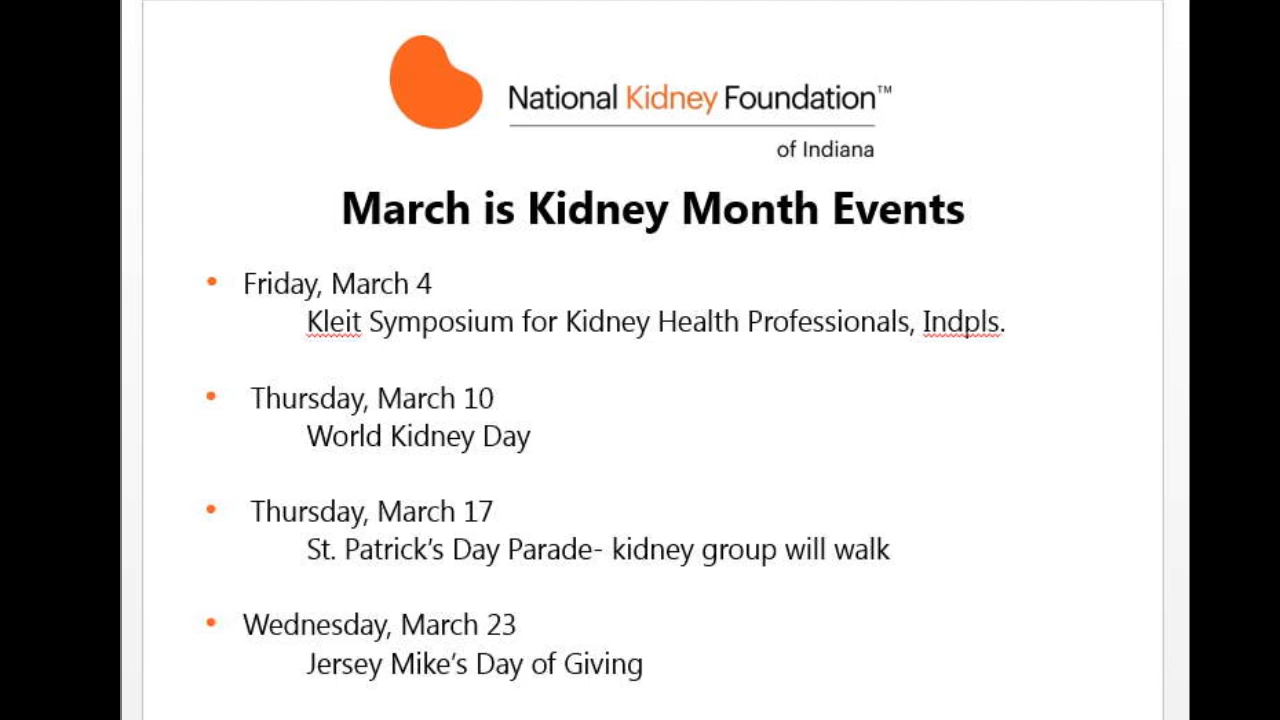 National Kidney Foundation™
of Indiana
March is Kidney Month Events
• Friday, March 4
Kleit Symposium for Kidney Health Professionals, Indpls.
• Thursday, March 10
World Kidney Day
• Thursday, March 17
St. Patrick’s Day Parade- kidney group will walk
• Wednesday, March 23
Jersey Mike’s Day of Giving